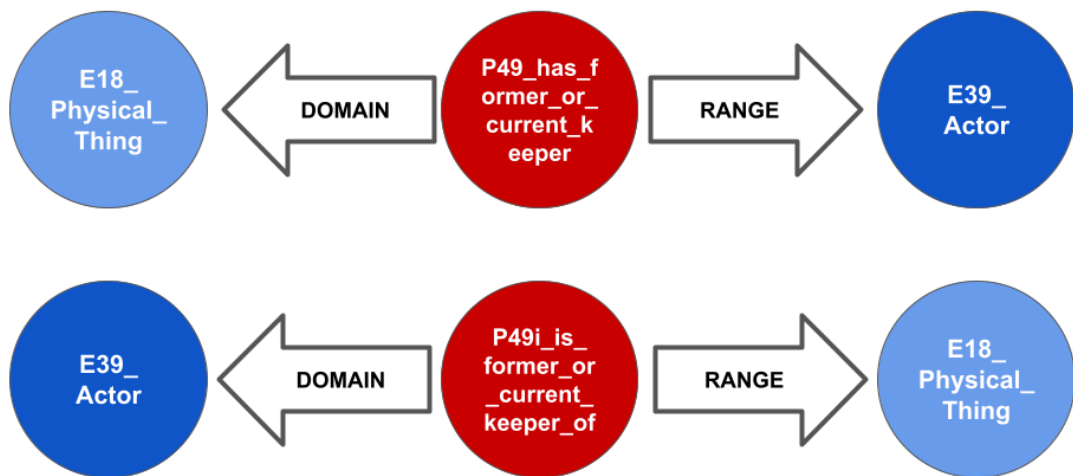 E18_
Physical_
Thing
DOMAIN
P49_has_f
ormer_or_
current_k
eeper
RANGE
E39_
Actor
E39_
Actor
DOMAIN
P49i_is_
former_or
_current_
keeper_of
RANGE
E18_
Physical_
Thing